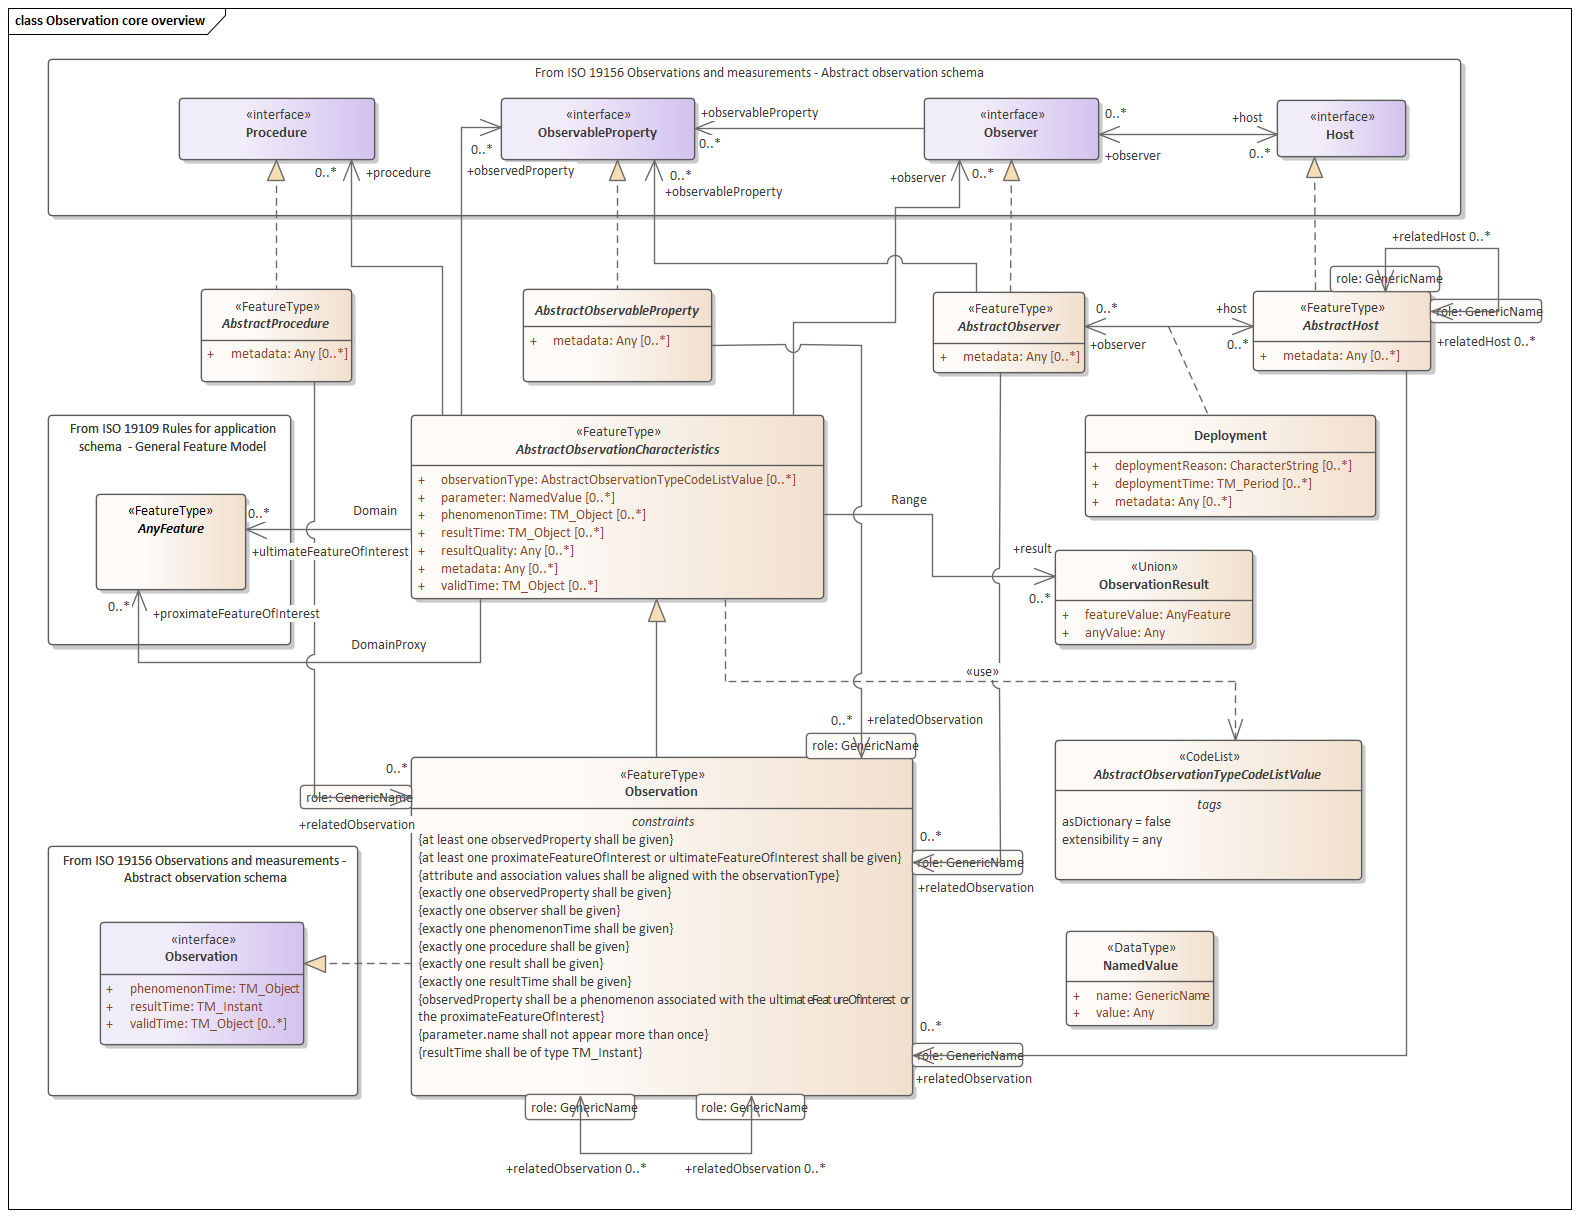 class Observation core overview
From ISO 19156 Observations and measurements - Abstract observation schema
«interface»
Procedure
«interface»
ObservableProperty
«interface»
Observer
«interface»
Host
+observableProperty
0..*
0..*
+observer
+host
0..*
0..*
+procedure
0..*
+observedProperty
0..*
+observableProperty
+observer
0..*
+relatedHost 0..*
role: GenericName
role: GenericName
+relatedHost 0..*
«FeatureType»
AbstractProcedure
+ metadata: Any [0..*]
AbstractObservableProperty
+ metadata: Any [0..*]
«FeatureType»
AbstractObserver
+ metadata: Any [0..*]
0..*
+observer
+host
0..*
«FeatureType»
AbstractHost
+ metadata: Any [0..*]
From ISO 19109 Rules for application
schema - General Feature Model
«FeatureType»
AnyFeature
0..*
Domain
+ultimateFeatureOfInterest
0..*
+proximateFeatureOfInterest
DomainProxy
«FeatureType»
AbstractObservationCharacteristics
+ observationType: AbstractObservationTypeCodeListValue [0..*]
+ parameter: NamedValue [0..*]
+ phenomenonTime: TM_Object [0..*]
+ resultTime: TM_Object [0..*]
+ resultQuality: Any [0..*]
+ metadata: Any [0..*]
+ validTime: TM_Object [0..*]
Deployment
+ deploymentReason: CharacterString [0..*]
+ deploymentTime: TM_Period [0..*]
+ metadata: Any [0..*]
Range
+result
0..*
«Union»
ObservationResult
+ featureValue: AnyFeature
+ anyValue: Any
«use»
0..*
+relatedObservation
role: GenericName
0..*
role: GenericName
+relatedObservation
«FeatureType»
Observation
constraints
{at least one observedProperty shall be given}
{at least one proximateFeatureOfInterest or ultimateFeatureOfInterest shall be given}
{attribute and association values shall be aligned with the observationType}
{exactly one observedProperty shall be given}
{exactly one observer shall be given}
{exactly one phenomenonTime shall be given}
{exactly one procedure shall be given}
{exactly one result shall be given}
{exactly one resultTime shall be given}
{observedProperty shall be a phenomenon associated with the ultimateFeatureOfInterest or
the proximateFeatureOfInterest}
{parameter.name shall not appear more than once}
{resultTime shall be of type TM_Instant}
«CodeList»
AbstractObservationTypeCodeListValue
tags
asDictionary = false
extensibility = any
0..*
role: GenericName
+relatedObservation
From ISO 19156 Observations and measurements -
Abstract observation schema
«interface»
Observation
+ phenomenonTime: TM_Object
+ resultTime: TM_Instant
+ validTime: TM_Object [0..*]
«DataType»
NamedValue
+ name: GenericName
+ value: Any
0..*
role: GenericName
+relatedObservation
role: GenericName
role: GenericName
+relatedObservation 0..*
+relatedObservation 0..*